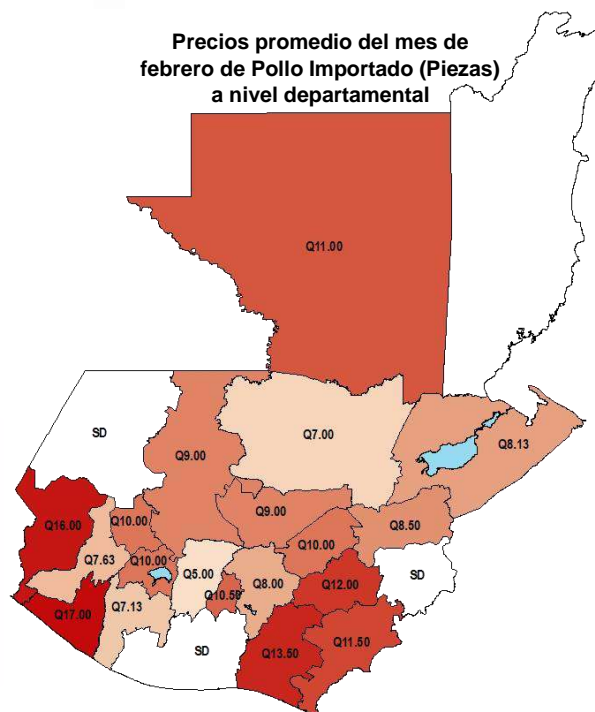 Precios promedio del mes de
febrero de Pollo Importado (Piezas)
a nivel departamental
Q11.00
SD
Q7.00
Q8.13
Q9.00
Q16.00
Q10.00
Q9.00
Q8.50
Q7.63
Q10.00
Q10.00
Q5.00
Q8.00
SD
Q12.00
Q10.50
Q17.00
Q7.13
Q11.50
SD
Q13.50